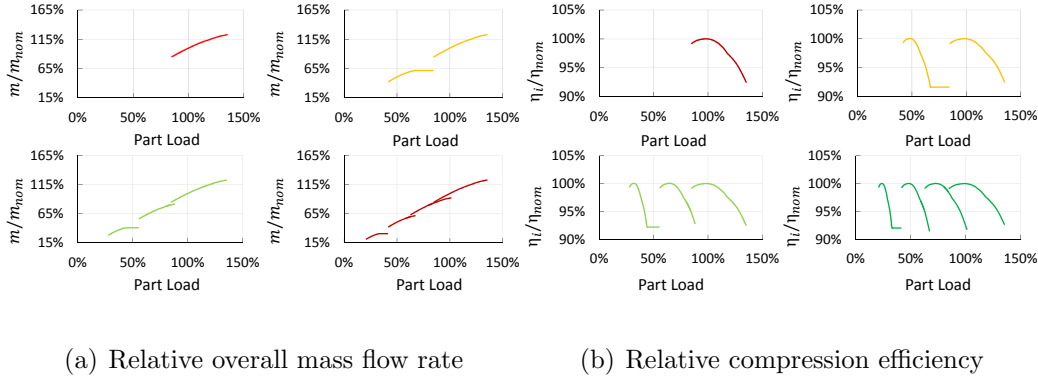 165%
115%
65%
15%
0% 50% 100% 150%
Part Load
m/m_nom
165%
115%
65%
15%
0% 50% 100% 150%
Part Load
m/m_nom
105%
100%
95%
90%
0% 50% 100% 150%
Part Load
η_i/η_nom
105%
100%
95%
90%
0% 50% 100% 150%
Part Load
η_i/η_nom
165%
115%
65%
15%
0% 50% 100% 150%
Part Load
m/m_nom
165%
115%
65%
15%
0% 50% 100% 150%
Part Load
m/m_nom
105%
100%
95%
90%
0% 50% 100% 150%
Part Load
η_i/η_nom
105%
100%
95%
90%
0% 50% 100% 150%
Part Load
η_i/η_nom
(a) Relative overall mass flow rate
(b) Relative compression efficiency